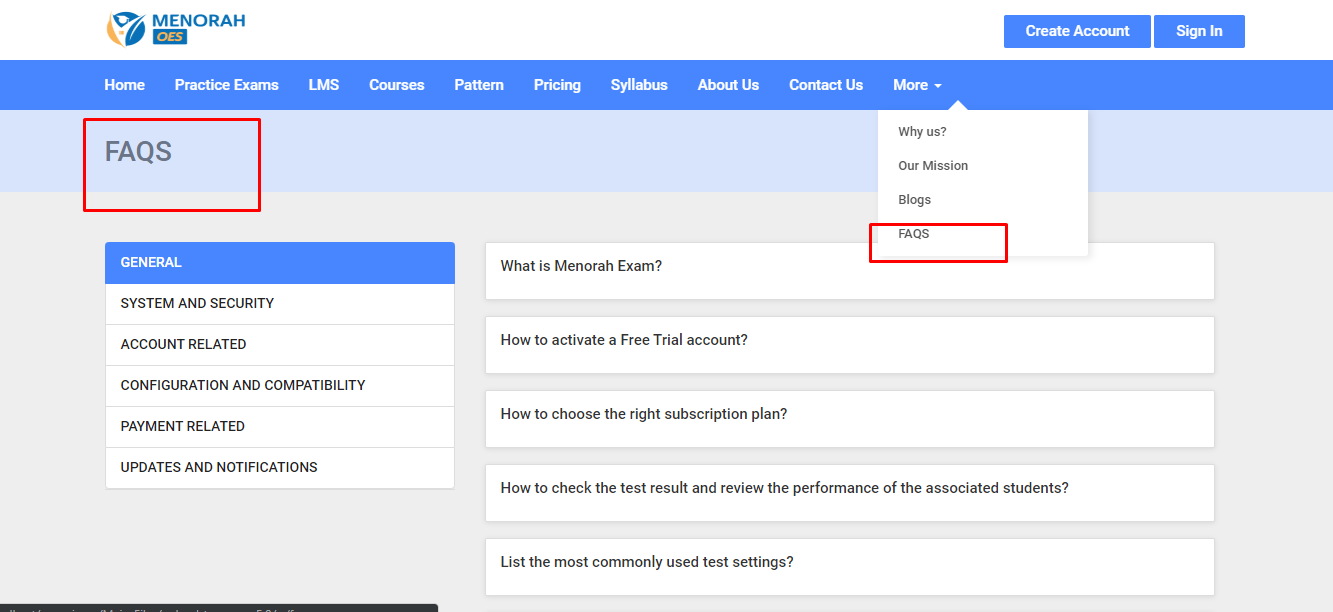 MENORAH
OES
Create Account
Sign In
Home
Practice Exams
LMS
Courses
Pattern
Pricing
Syllabus
About Us
Contact Us
More
Why us?
Our Mission
Blogs
FAQS
FAQS
GENERAL
SYSTEM AND SECURITY
ACCOUNT RELATED
CONFIGURATION AND COMPATIBILITY
PAYMENT RELATED
UPDATES AND NOTIFICATIONS
What is Menorah Exam?
How to activate a Free Trial account?
How to choose the right subscription plan?
How to check the test result and review the performance of the associated students?
List the most commonly used test settings?